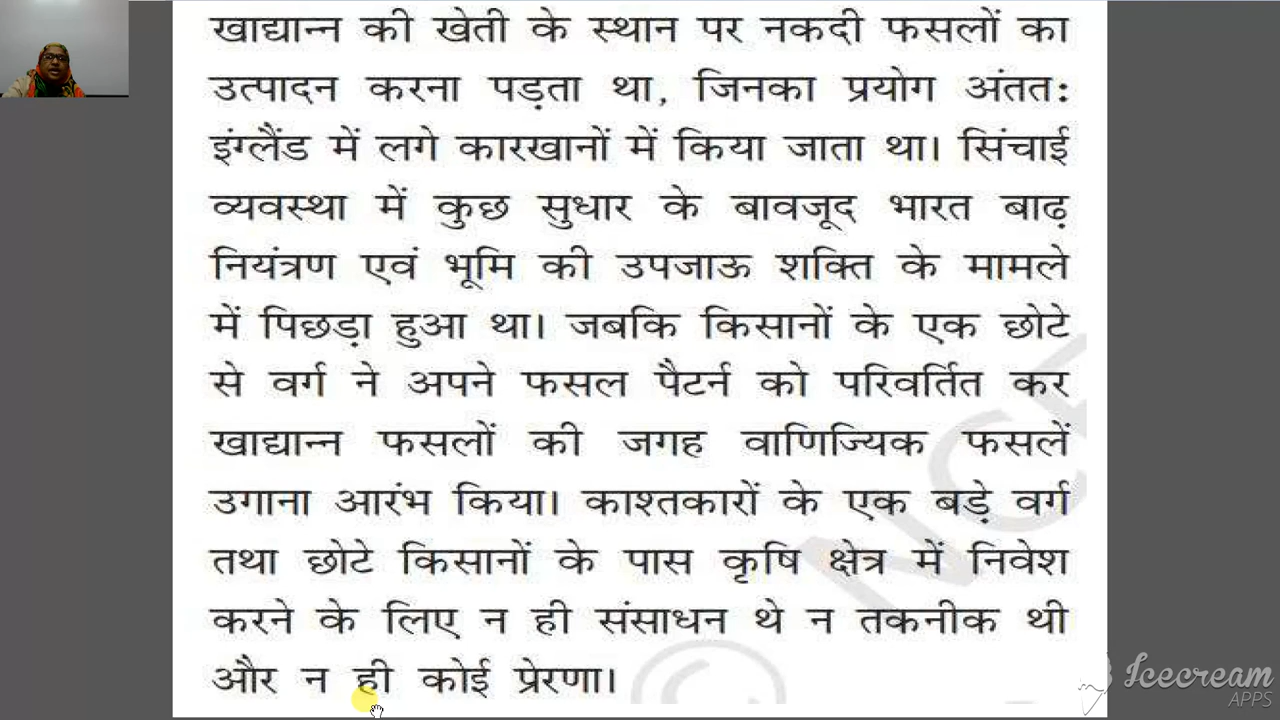 खाद्यान्न की खेती के स्थान पर नकदी फसलों का
उत्पादन करना पड़ता था, जिनका प्रयोग अंततः
इंग्लैंड में लगे कारखानों में किया जाता था। सिंचाई
व्यवस्था में कुछ सुधार के बावजूद भारत बाढ़
नियंत्रण एवं भूमि की उपजाऊ शक्ति के मामले
में पिछड़ा हुआ था। जबकि किसानों के एक छोटे
से वर्ग ने अपने फसल पैटर्न को परिवर्तित कर
खाद्यान्न फसलों की जगह वाणिज्यिक फसलें
उगाना आरंभ किया। काश्तकारों के एक बड़े वर्ग
तथा छोटे किसानों के पास कृषि क्षेत्र में निवेश
करने के लिए न ही संसाधन थे न तकनीक थी
और न ही कोई प्रेरणा।
Icecream
APPS